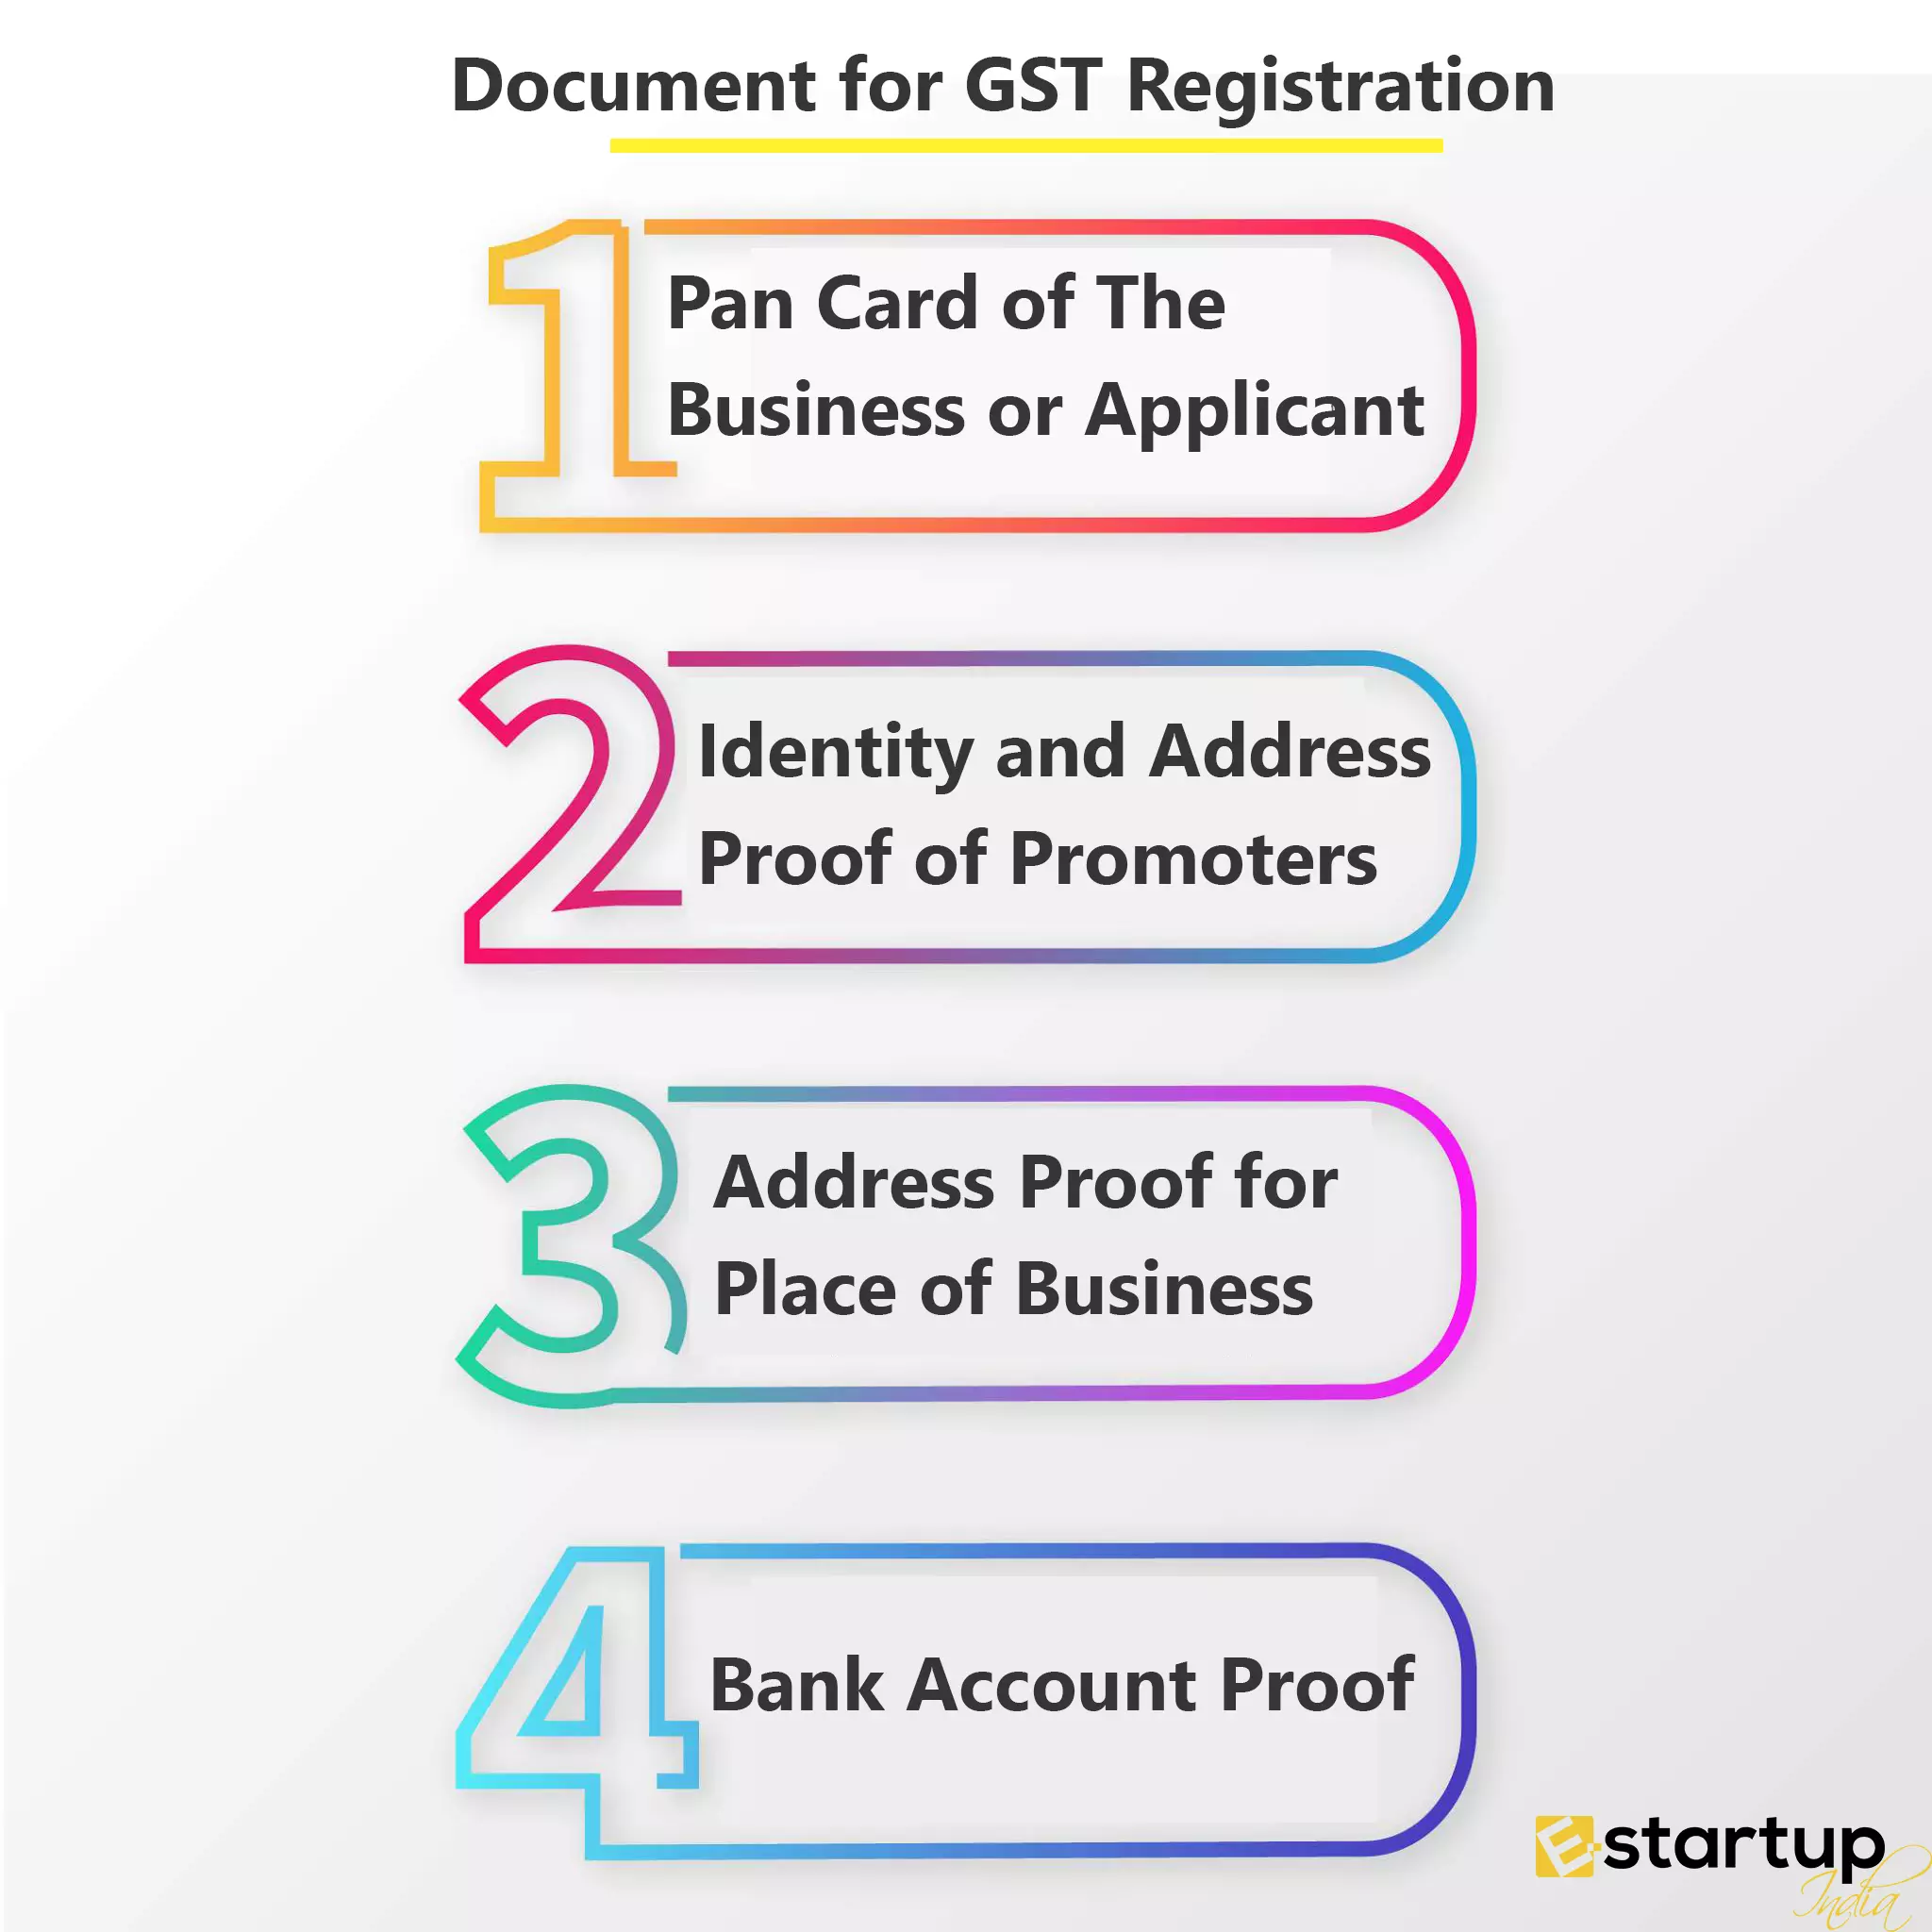 Document for GST Registration
1
Pan Card of The
Business or Applicant
2
Identity and Address
Proof of Promoters
3
Address Proof for
Place of Business
4
Bank Account Proof
E-startup
India